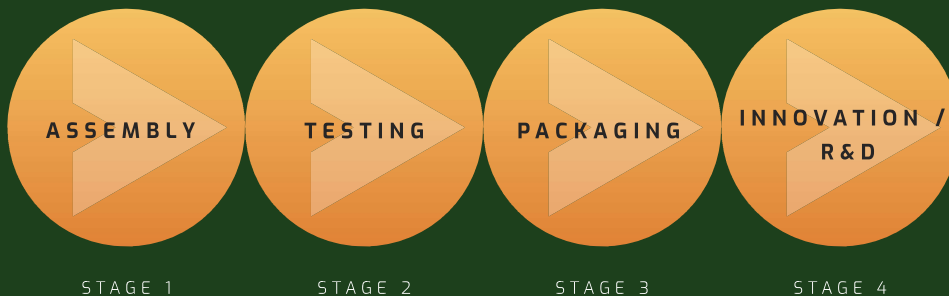 ASSEMBLY
TESTING
PACKAGING
INNOVATION /
R&D
STAGE 1
STAGE 2
STAGE 3
STAGE 4